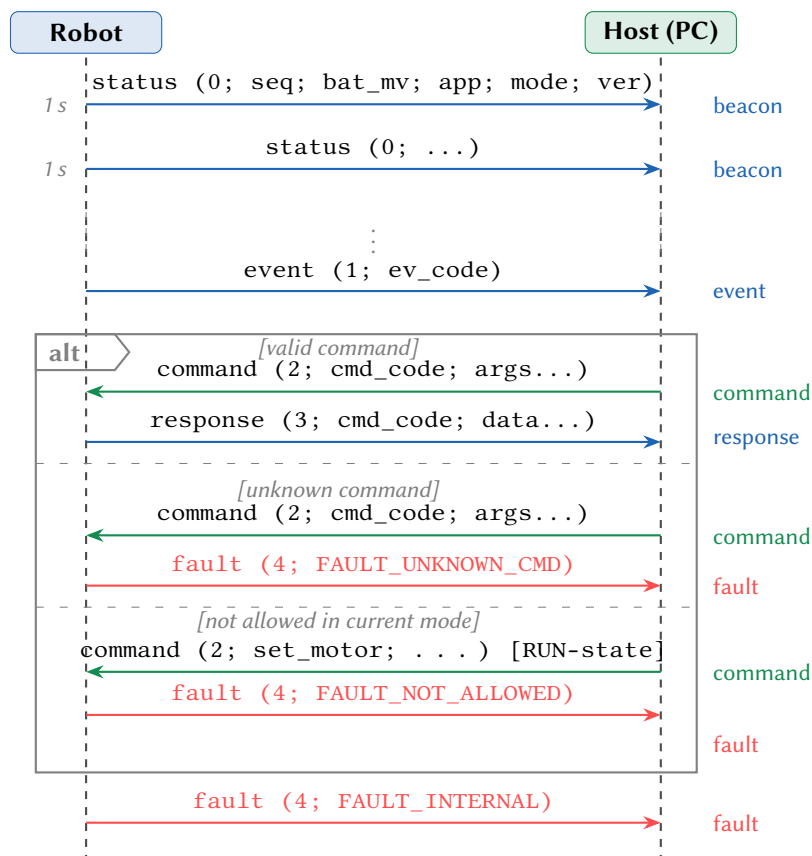 Robot
Host (PC)
status (0; seq; bat_mv; app; mode; ver)
1 s
beacon
status (0; ...)
1 s
beacon
event (1; ev_code)
event
alt
[valid command]
command (2; cmd_code; args...)
command
response (3; cmd_code; data...)
response
[unknown command]
command (2; cmd_code; args...)
command
fault (4; FAULT_UNKNOWN_CMD)
fault
[not allowed in current mode]
command (2; set_motor; ...) [RUN-state]
command
fault (4; FAULT_NOT_ALLOWED)
fault
fault (4; FAULT_INTERNAL)
fault